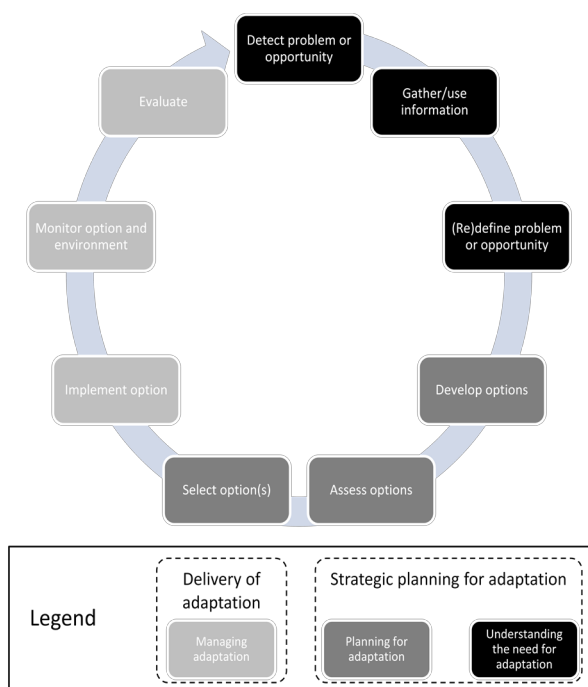 Detect problem or
opportunity
Gather/use
information
(Re)define problem
or opportunity
Develop options
Assess options
Select option(s)
Implement option
Monitor option and
environment
Evaluate
Legend
Delivery of
adaptation
Managing
adaptation
Strategic planning for adaptation
Planning for
adaptation
Understanding
the need for
adaptation